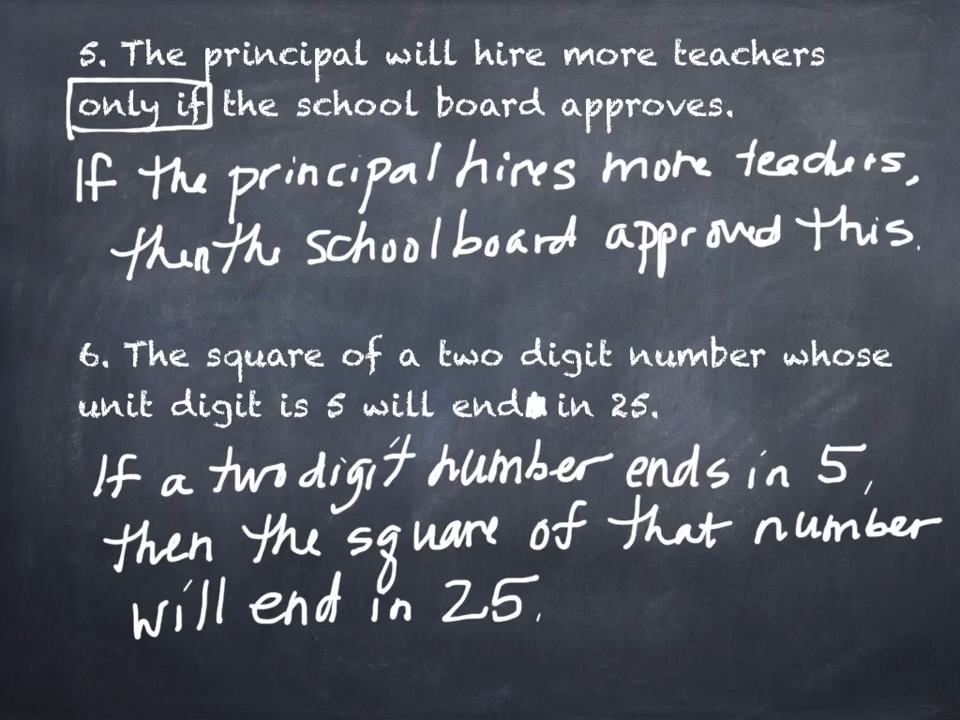 5. The principal will hire more teachers
only if the school board approves.
If the principal hires more teachers,
then the school board approved this.
6. The square of a two digit number whose
unit digit is 5 will end in 25.
If a two digit number ends in 5,
then the square of that number
will end in 25.